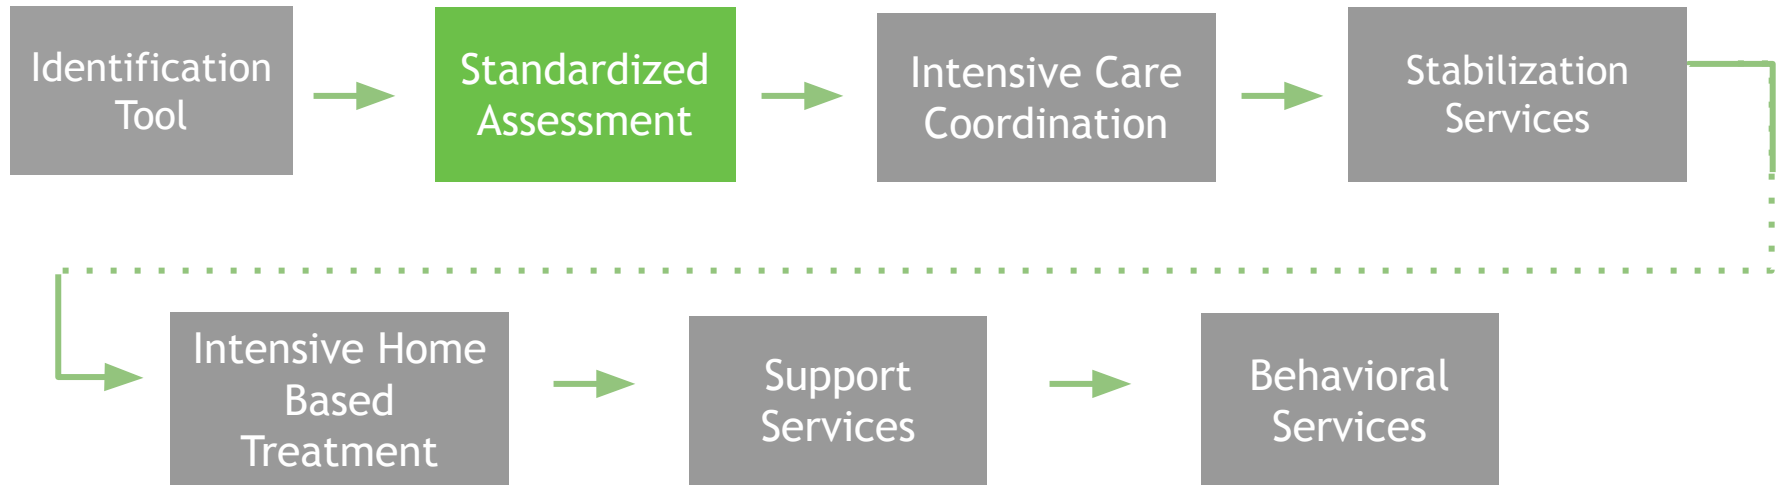 Identification
Tool
Standardized
Assessment
Intensive Care
Coordination
Stabilization
Services
Intensive Home
Based
Treatment
Support
Services
Behavioral
Services